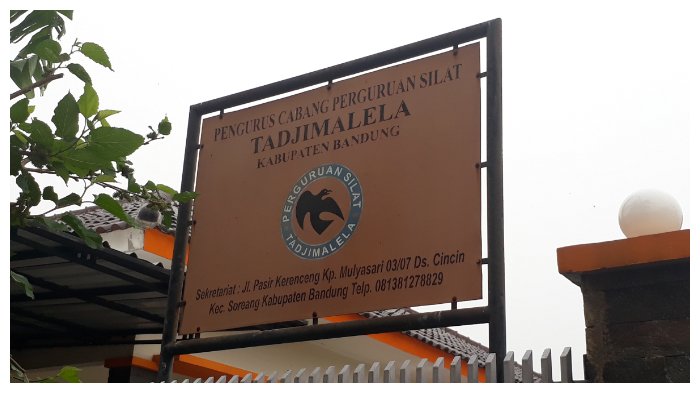 PENGURUS CABANG PERGURUAN SILAT
TADJIMALELA
KABUPATEN BANDUNG
PERGURUAN SILAT
TADJIMALELA
Sekretariat : Jl. Pasir Kerenceng Kp. Mulyasari 03/07 Ds. Cincin
Kec. Soreang Kabupaten Bandung Telp. 081381278829